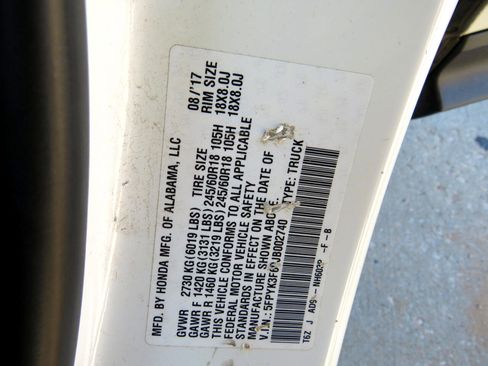 MFD. BY HONDA MFG. OF ALABAMA, LLC 08/'17
GVWR 2730 KG(6019 LBS) TIRE SIZE RIM SIZE
GAWR F 1420 KG(3131 LBS) 245/60R18 105H 18X8.0J
GAWR R 1460 KG(3219 LBS) 245/60R18 105H 18X8.0J
THIS VEHICLE CONFORMS TO ALL APPLICABLE
FEDERAL MOTOR VEHICLE SAFETY
STANDARDS IN EFFECT ON THE DATE OF
MANUFACTURE SHOWN ABOVE.
V.I.N.: TYPE: TRUCK
T6Z J